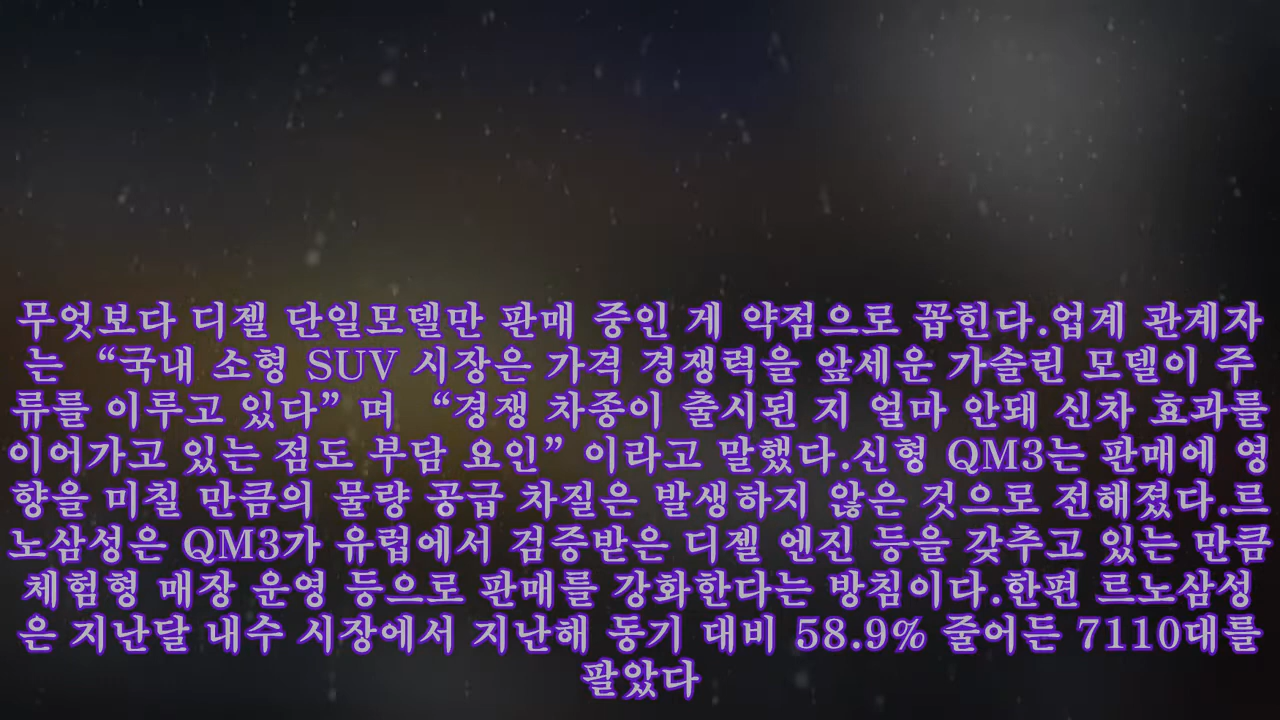 무엇보다 디젤 단일모델만 판매 중인 게 약점으로 꼽힌다.업계 관계자
는 “국내 소형 SUV 시장은 가격 경쟁력을 앞세운 가솔린 모델이 주
류를 이루고 있다” 며 “경쟁 차종이 출시된 지 얼마 안돼 신차 효과를
이어가고 있는 점도 부담 요인” 이라고 말했다.신형 QM3는 판매에 영
향을 미칠 만큼의 물량 공급 차질은 발생하지 않은 것으로 전해졌다.르
노삼성은 QM3가 유럽에서 검증받은 디젤 엔진 등을 갖추고 있는 만큼
체험형 매장 운영 등으로 판매를 강화한다는 방침이다.한편 르노삼성
은 지난달 내수 시장에서 지난해 동기 대비 58.9% 줄어든 7110대를
팔았다